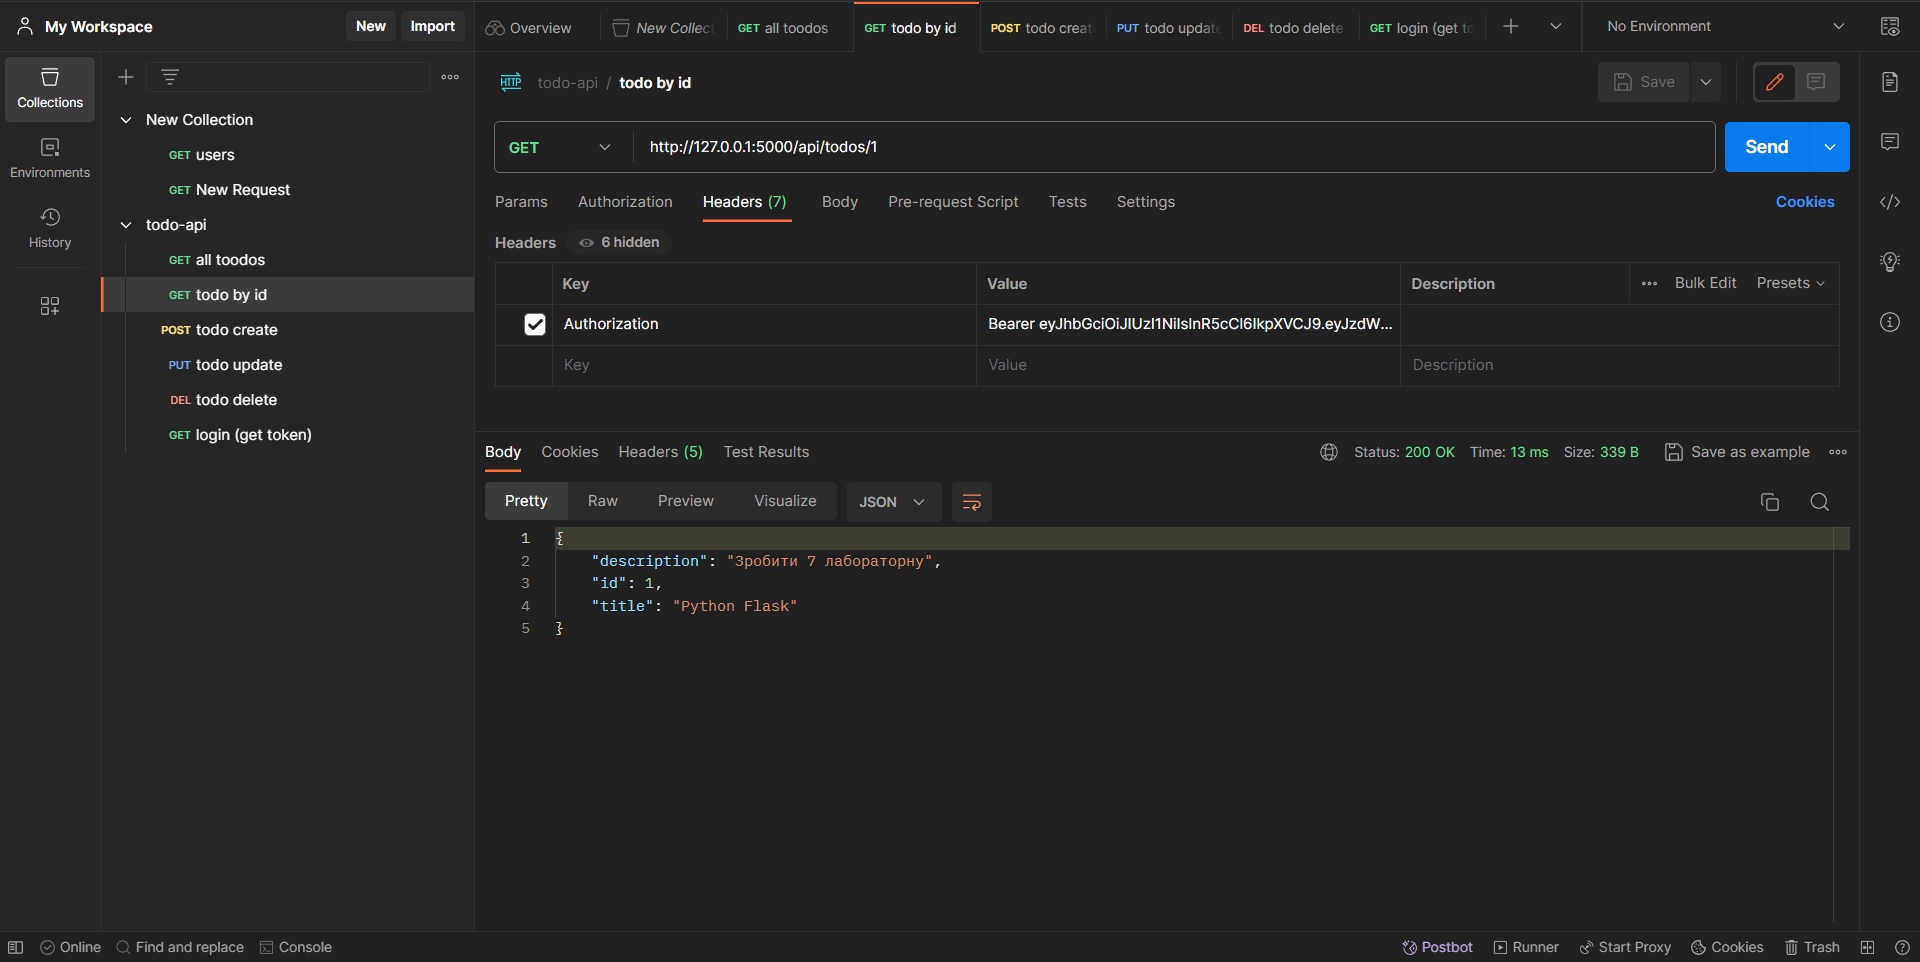 My Workspace
New
Import
Overview
New Collect
GET all toodos
GET todo by id
POST todo creat
PUT todo update
DEL todo delete
GET login (get to
No Environment
Collections
Environments
History
New Collection
GET users
GET New Request
todo-api
GET all toodos
GET todo by id
POST todo create
PUT todo update
DEL todo delete
GET login (get token)
HTTP
todo-api / todo by id
Save
GET
http://127.0.0.1:5000/api/todos/1
Send
Params
Authorization
Headers (7)
Body
Pre-request Script
Tests
Settings
Cookies
Headers
6 hidden
Key
Value
Description
Bulk Edit
Presets
Authorization
Bearer eyJhbGciOiJIUzI1NiIsInR5cCI6IkpXVCJ9.eyJzdW...
Key
Value
Description
Body
Cookies
Headers (5)
Test Results
Status: 200 OK
Time: 13 ms
Size: 339 B
Save as example
Pretty
Raw
Preview
Visualize
JSON
1 {
2 "description": "Зробити 7 лабораторну",
3 "id": 1,
4 "title": "Python Flask"
5 }
Online
Find and replace
Console
Postbot
Runner
Start Proxy
Cookies
Trash